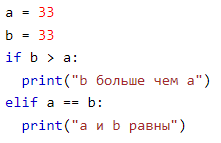 a = 33
b = 33
if b > a:
  print("b больше чем a")
elif a == b:
  print("a и b равны")